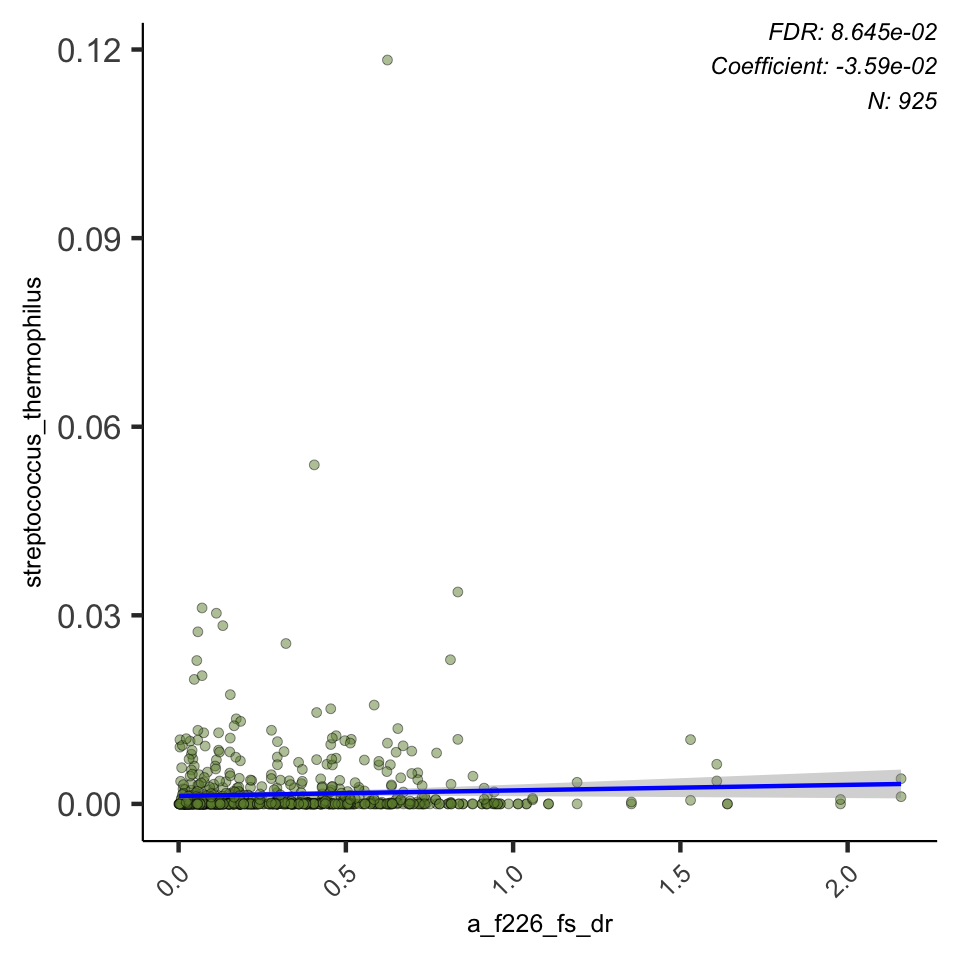 FDR: 8.645e-02
Coefficient: -3.59e-02
N: 925
0.12
0.09
0.06
0.03
0.00
streptococcus_thermophilus
0.0
0.5
1.0
1.5
2.0
a_f226_fs_dr